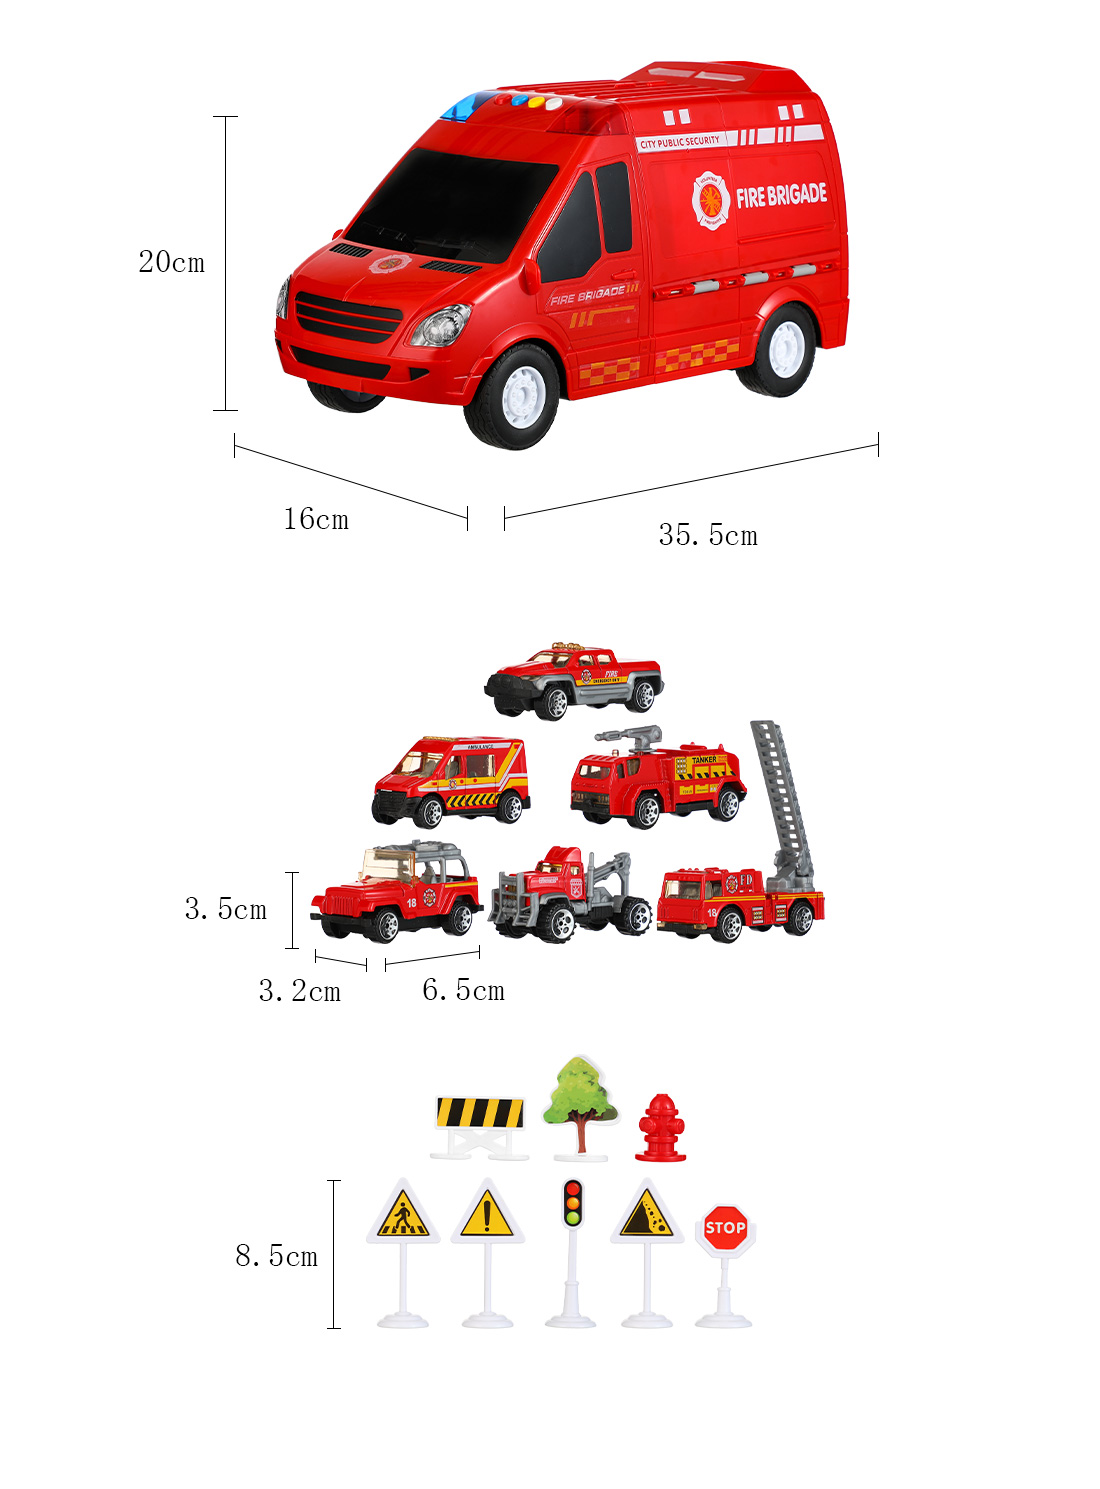 CITY PUBLIC SECURITY
FIRE BRIGADE
FIRE BRIGADE
20cm
16cm
35.5cm
FIRE
AMBULANCE
TANKER
18
18
FD
3.5cm
3.2cm
6.5cm
8.5cm
STOP